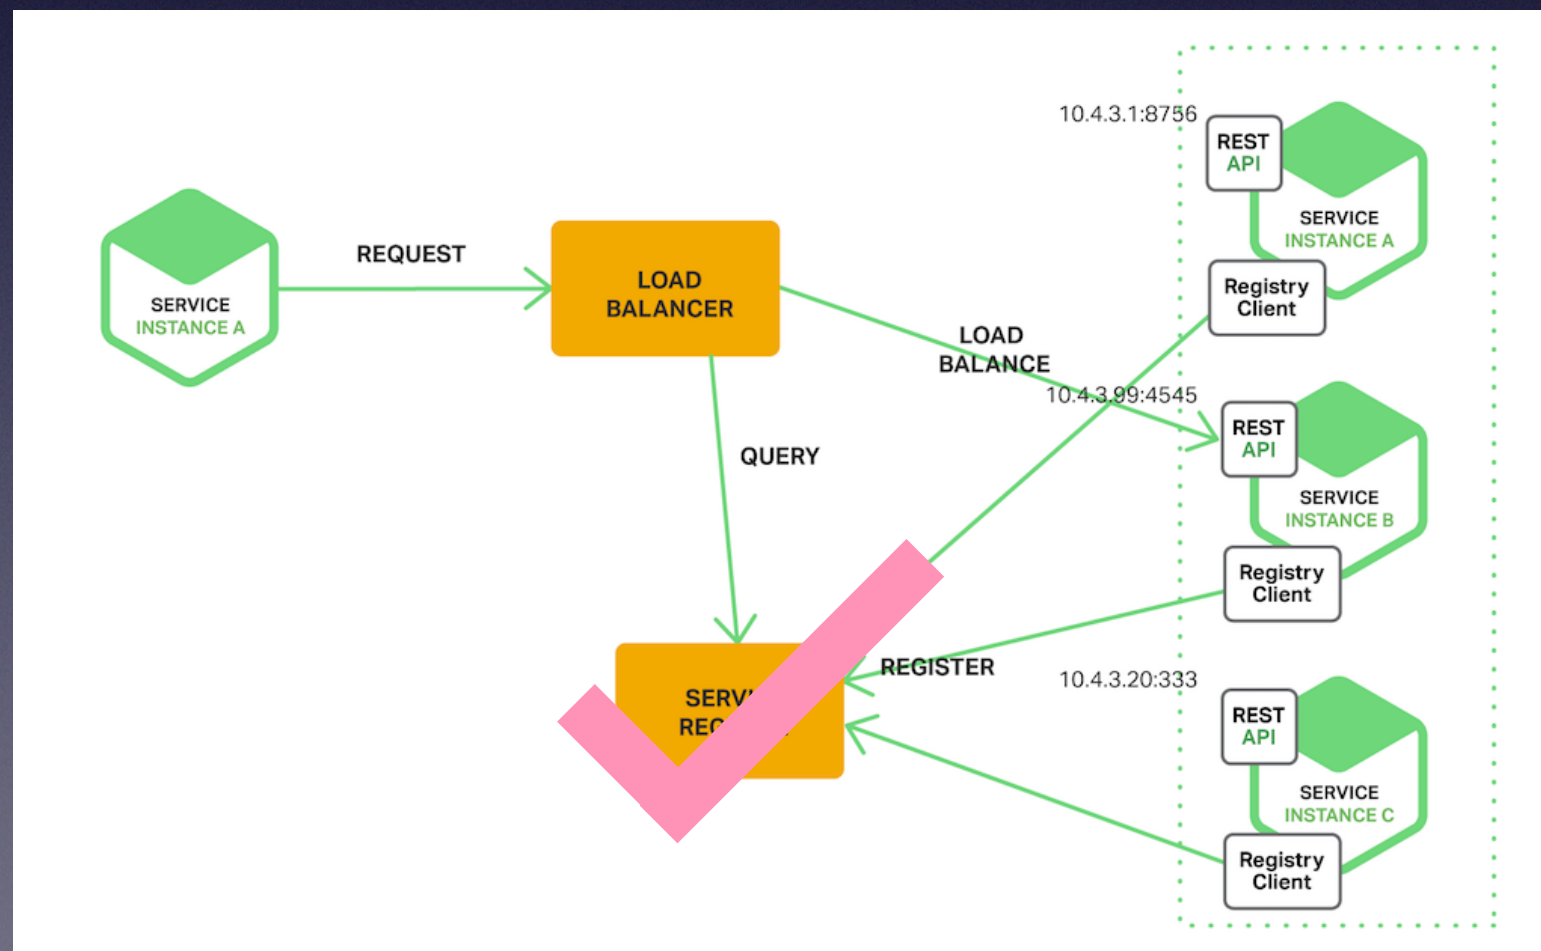 REQUEST
SERVICE
INSTANCE A
LOAD
BALANCER
QUERY
LOAD
BALANCE
REGISTER
10.4.3.1:8756
REST
API
SERVICE
INSTANCE A
Registry
Client
10.4.3.99:4545
REST
API
SERVICE
INSTANCE B
Registry
Client
10.4.3.20:333
REST
API
SERVICE
INSTANCE C
Registry
Client